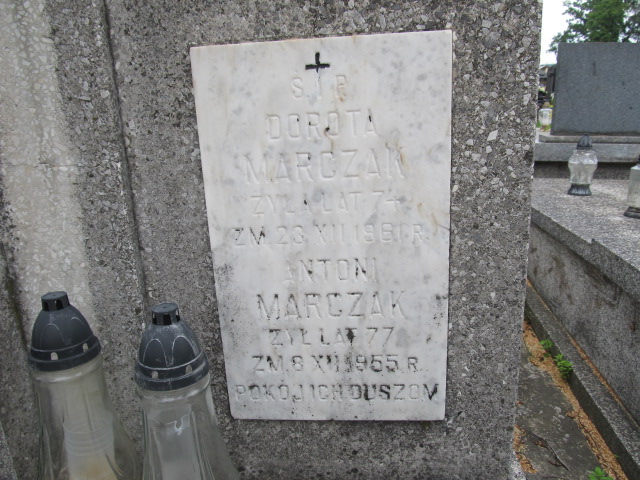 Ś. I P.
DOROTA
MARCZAK
ŻYŁA LAT 74
ZM. 23 XII. 1961 R.
ANTONI
MARCZAK
ŻYŁ LAT 77
ZM. 8 XII. 1955. R.
POKÓJ ICH DUSZOM